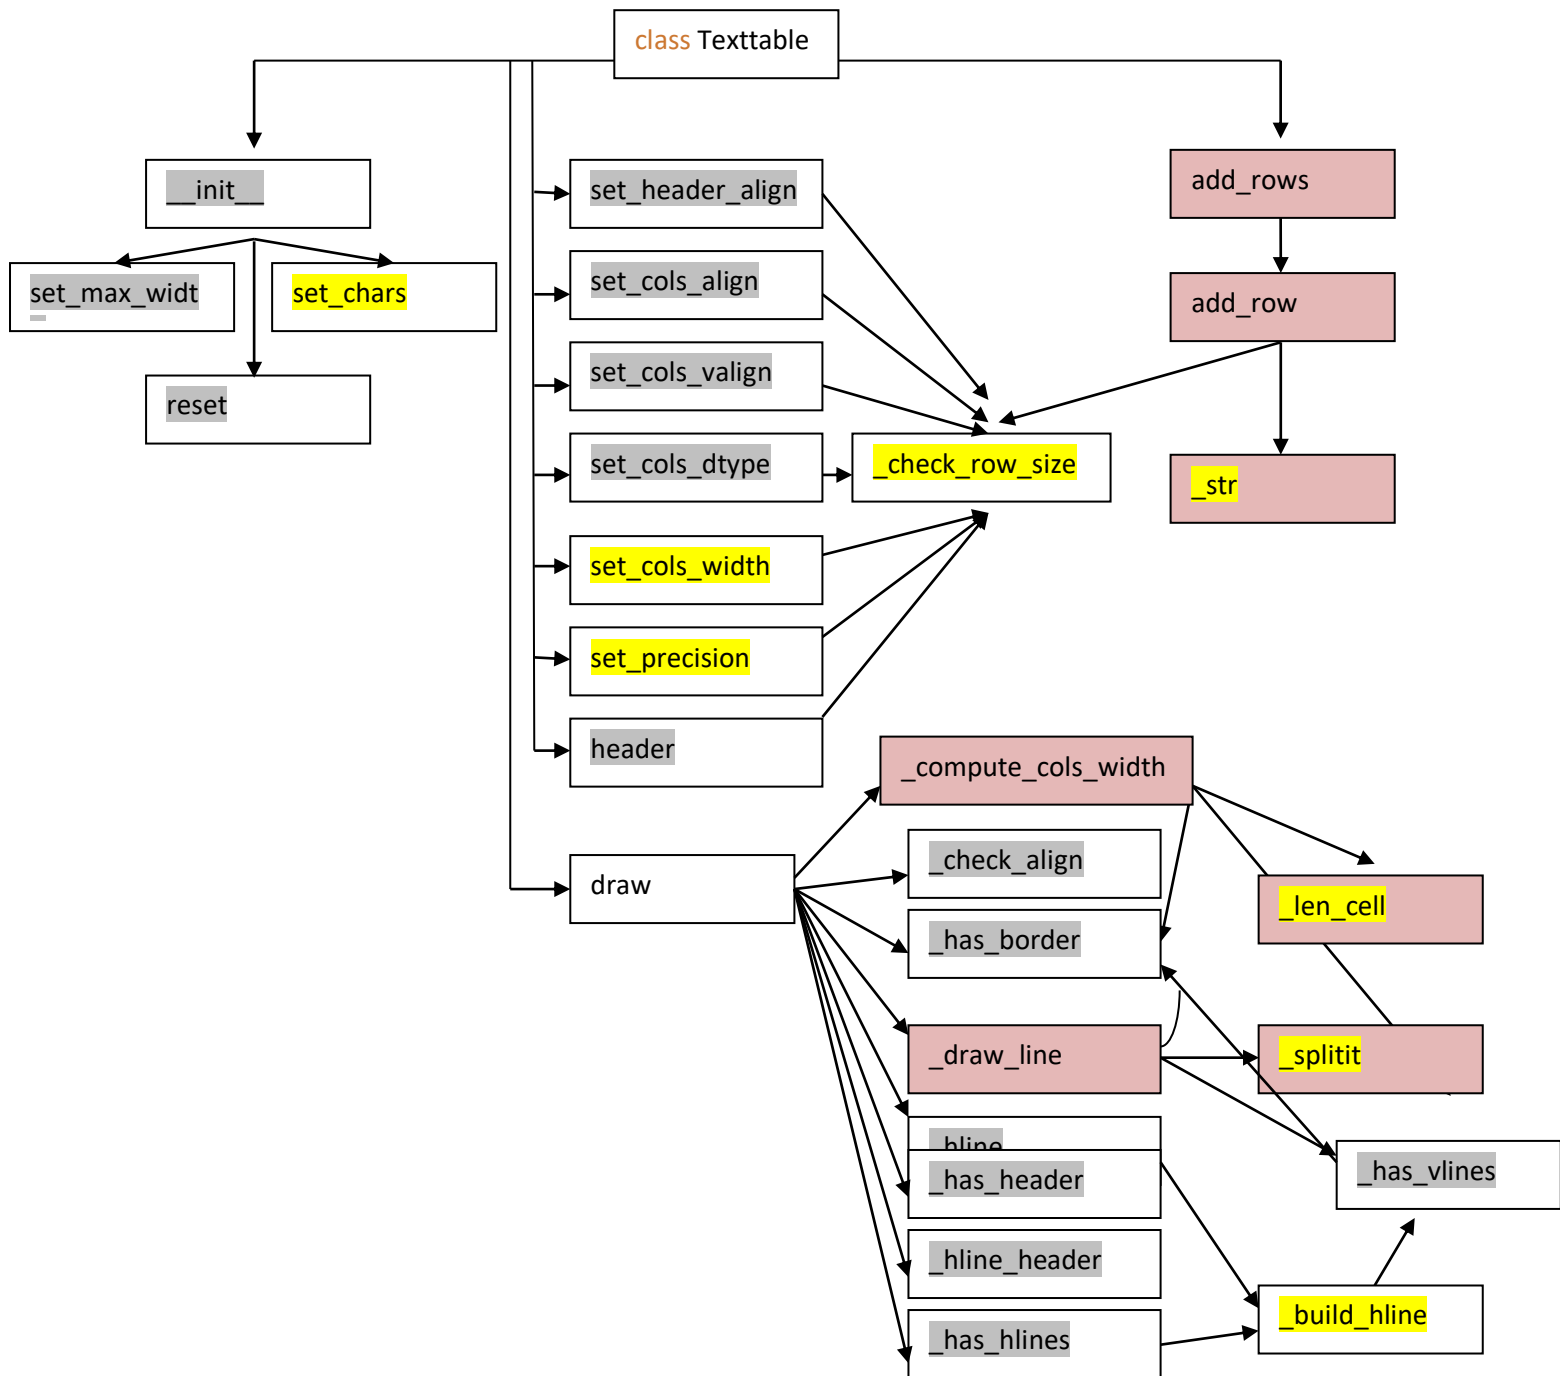 class Texttable
__init__
set_header_align
add_rows
set_max_widt
set_chars
set_cols_align
add_row
reset
set_cols_valign
set_cols_dtype
_check_row_size
_str
set_cols_width
set_precision
header
_compute_cols_width
draw
_check_align
_len_cell
_has_border
_draw_line
_splitit
_hline
_has_header
_has_vlines
_hline_header
_build_hline
_has_hlines